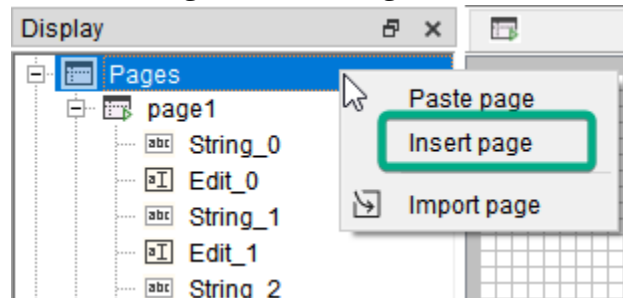 Display
Pages
page1
String_0
Edit_0
String_1
Edit_1
String_2
Paste page
Insert page
Import page